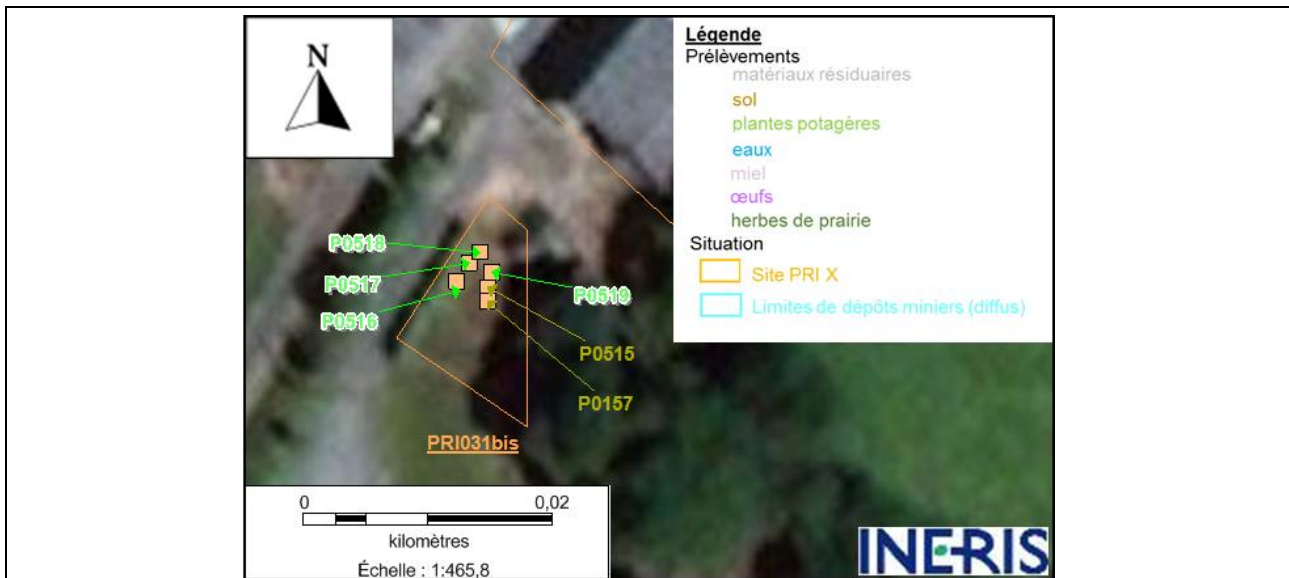 N
Légende
Prélèvements
matériaux résiduaires
sol
plantes potagères
eaux
miel
œufs
herbes de prairie
Situation
Site PRI X
Limites de dépôts miniers (diffus)
P0518
P0517
P0516
P0519
P0515
P0157
PRI031bis
0 0,02
kilomètres
Échelle : 1:465,8
INERIS